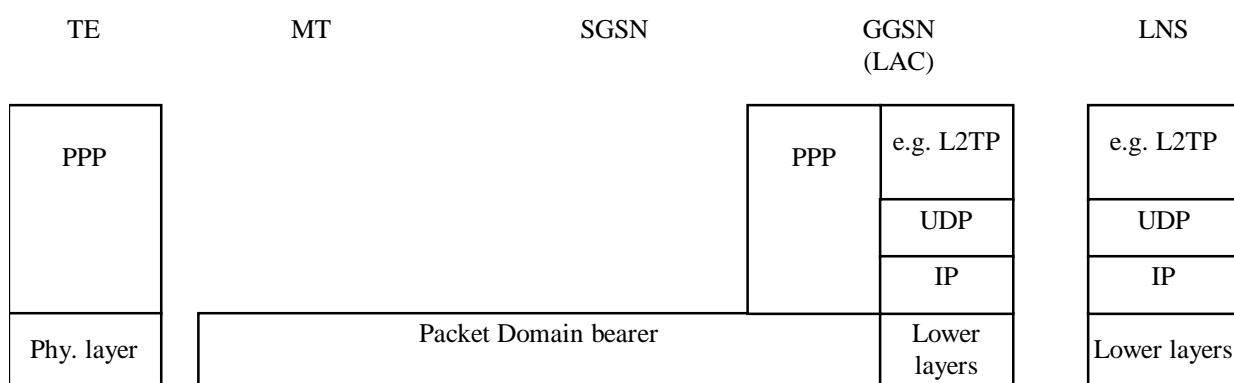 TE MT SGSN GGSN LNS
(LAC)
PPP PPP e.g. L2TP e.g. L2TP
UDP UDP
IP IP
Phy. layer Packet Domain bearer Lower Lower layers
layers